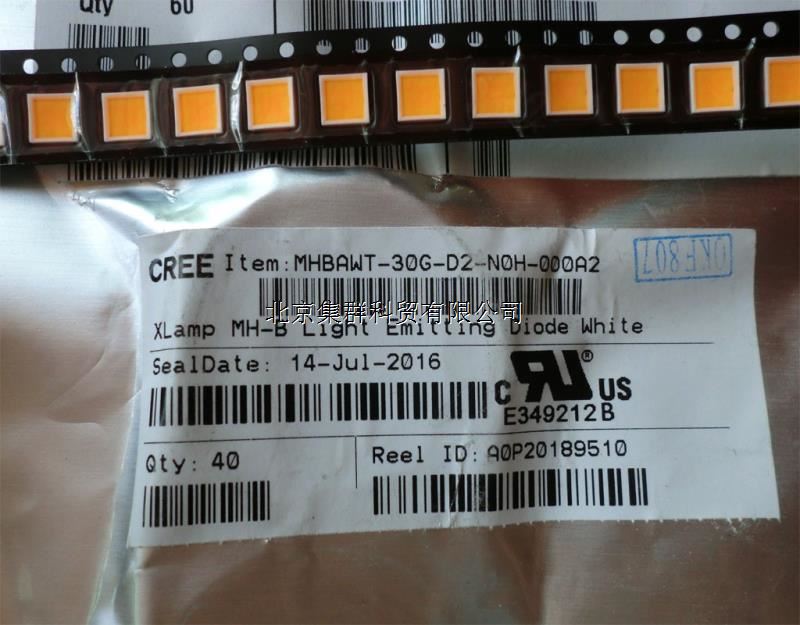 Qty 60
CREE Item: MHBAWT-30G-D2-N0H-000A2
OKF807
北京集群科贸有限公司
XLamp MH-B Light Emitting Diode White
SealDate: 14-Jul-2016
C RU ® US
E349212B
Qty: 40
Reel ID: A0P20189510